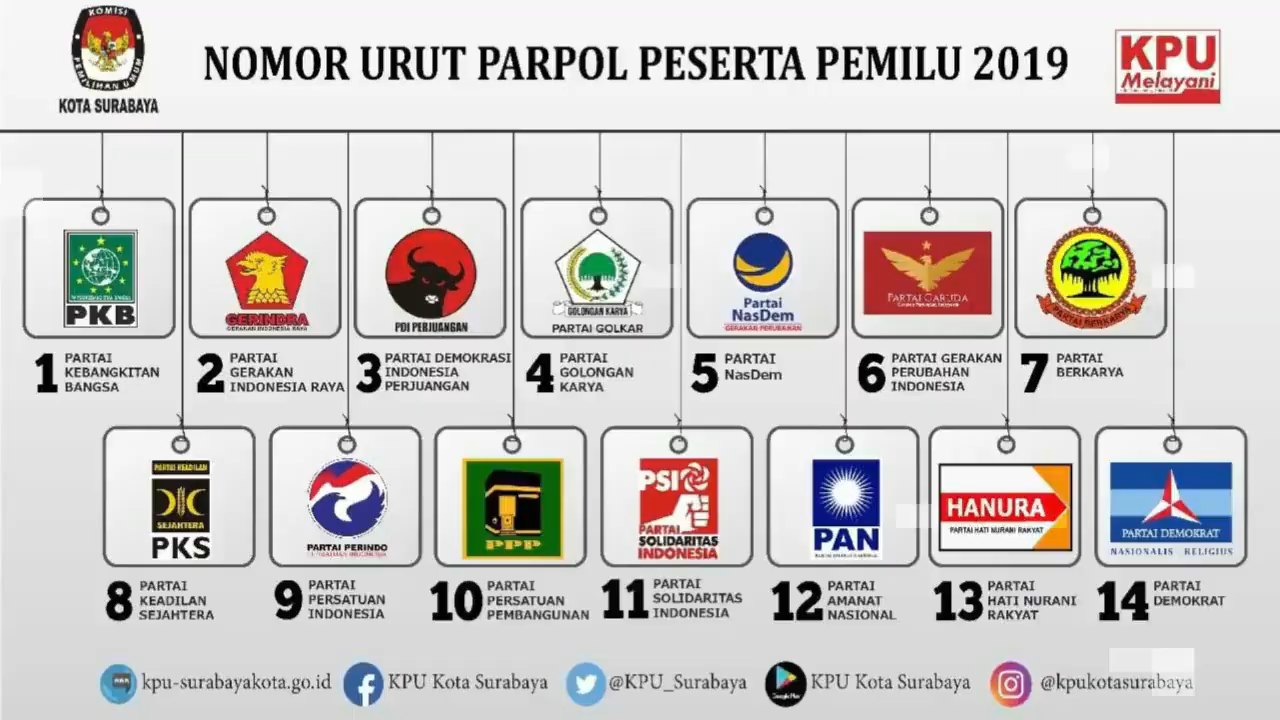 KOMISI
PEMILIHAN UMUM
KOTA SURABAYA
NOMOR URUT PARPOL PESERTA PEMILU 2019
KPU
Melayani
PKB
GERINDRA
GERAKAN INDONESIA RAYA
PDI PERJUANGAN
GOLONGAN KARYA
PARTAI GOLKAR
Partai
NasDem
GERAKAN PERUBAHAN
PARTAI GARUDA
PARTAI BERKARYA
1 PARTAI
KEBANGKITAN
BANGSA
2 PARTAI
GERAKAN
INDONESIA RAYA
3 PARTAI DEMOKRASI
INDONESIA
PERJUANGAN
4 PARTAI
GOLONGAN
KARYA
5 PARTAI
NasDem
6 PARTAI GERAKAN
PERUBAHAN
INDONESIA
7 PARTAI
BERKARYA
PARTAI KEADILAN
SEJAHTERA
PKS
PARTAI PERINDO
PPP
PSI
PARTAI
SOLIDARITAS
INDONESIA
PAN
HANURA
PARTAI HATI NURANI RAKYAT
PARTAI DEMOKRAT
NASIONALIS RELIGIUS
8 PARTAI
KEADILAN
SEJAHTERA
9 PARTAI
PERSATUAN
INDONESIA
10 PARTAI
PERSATUAN
PEMBANGUNAN
11 PARTAI
SOLIDARITAS
INDONESIA
12 PARTAI
AMANAT
NASIONAL
13 PARTAI
HATI NURANI
RAKYAT
14 PARTAI
DEMOKRAT
kpu-surabayakota.go.id
KPU Kota Surabaya
@KPU_Surabaya
Google Play
KPU Kota Surabaya
@kpukotasurabaya